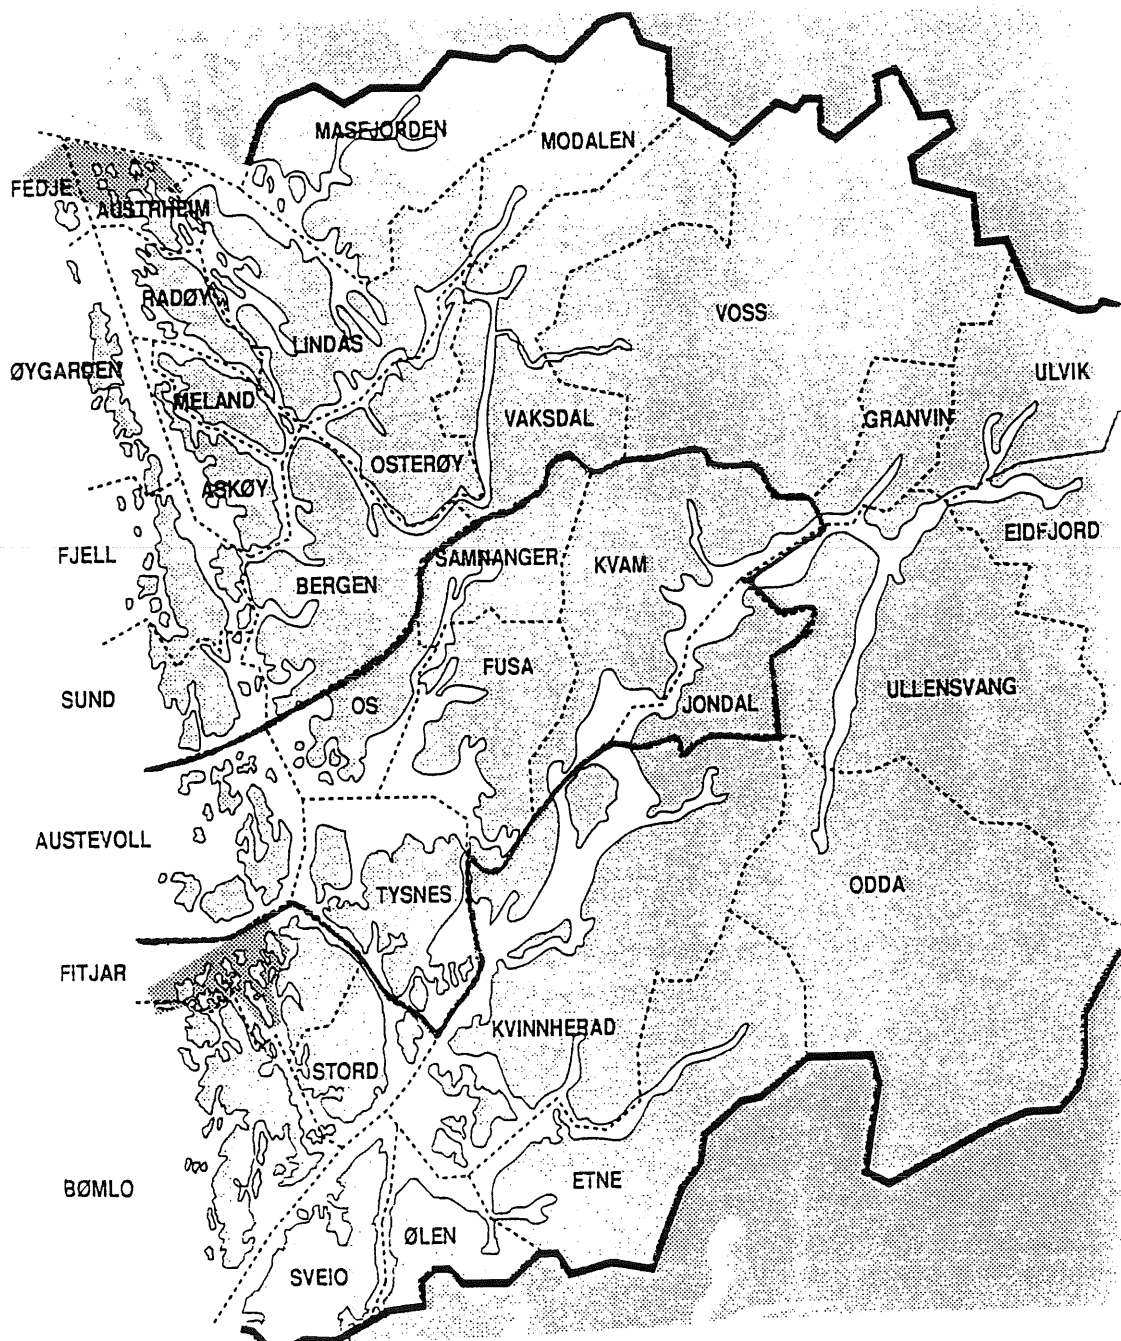 MASFJORDEN
MODALEN
FEDJE
AUSTRHEIM
RADØY
VOSS
LINDÅS
ØYGARDEN
ULVIK
MELAND
VAKSDAL
GRANVIN
OSTERØY
ASKØY
EIDFJORD
FJELL
SAMNANGER
KVAM
BERGEN
FUSA
ULLENSVANG
SUND
OS
JONDAL
AUSTEVOLL
ODDA
TYSNES
FITJAR
KVINNHERAD
STORD
ETNE
BØMLO
ØLEN
SVEIO